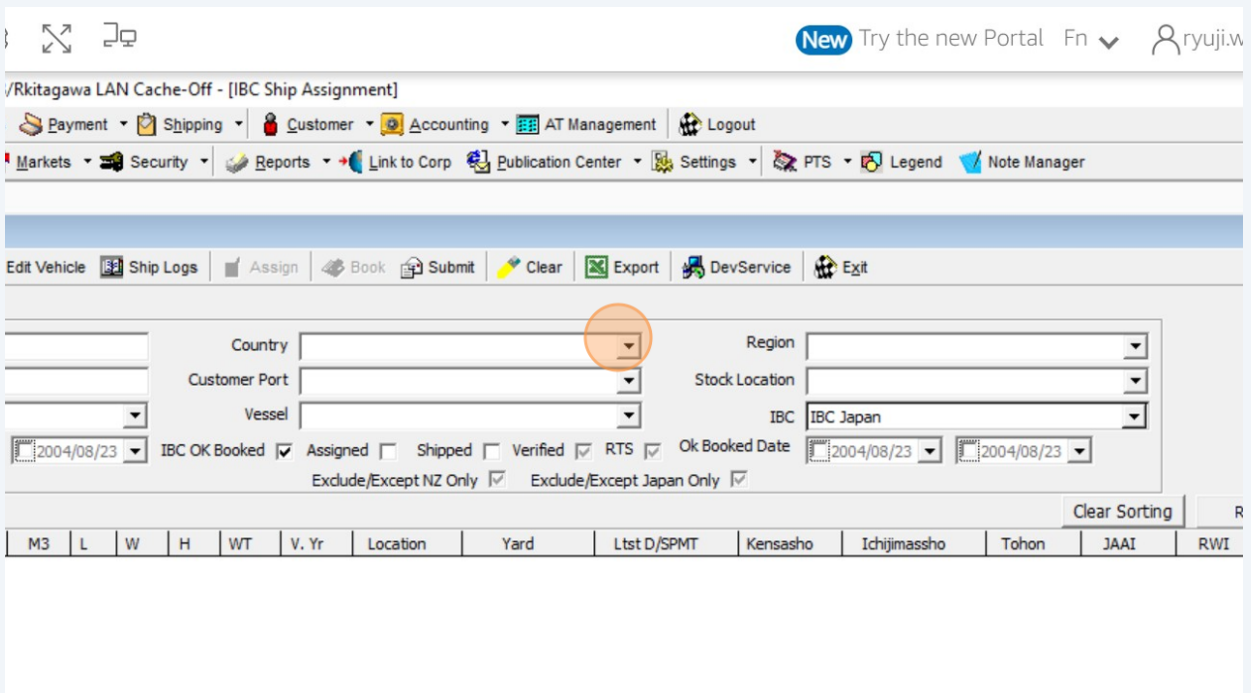 New Try the new Portal Fn ryuji.w
/Rkitagawa LAN Cache-Off - [IBC Ship Assignment]
Payment Shipping Customer Accounting AT Management Logout
Markets Security Reports Link to Corp Publication Center Settings PTS Legend Note Manager
Edit Vehicle Ship Logs Assign Book Submit Clear Export DevService Exit
Country Region
Customer Port Stock Location
Vessel IBC IBC Japan
2004/08/23 IBC OK Booked Assigned Shipped Verified RTS Ok Booked Date 2004/08/23 2004/08/23
Exclude/Except NZ Only Exclude/Except Japan Only
Clear Sorting R
M3 L W H WT V. Yr Location Yard Ltst D/SPMT Kensasho Ichijimassho Tohon JAAI RWI